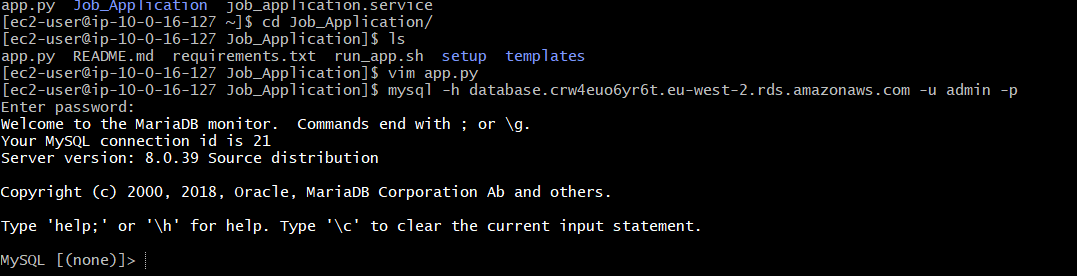 app.py Job_Application job_application.service
[ec2-user@ip-10-0-16-127 ~]$ cd Job_Application/
[ec2-user@ip-10-0-16-127 Job_Application]$ ls
app.py README.md requirements.txt run_app.sh setup templates
[ec2-user@ip-10-0-16-127 Job_Application]$ vim app.py
[ec2-user@ip-10-0-16-127 Job_Application]$ mysql -h database.crw4euo6yr6t.eu-west-2.rds.amazonaws.com -u admin -p
Enter password:
Welcome to the MariaDB monitor.  Commands end with ; or \g.
Your MySQL connection id is 21
Server version: 8.0.39 Source distribution
Copyright (c) 2000, 2018, Oracle, MariaDB Corporation Ab and others.
Type 'help;' or '\h' for help. Type '\c' to clear the current input statement.
MySQL [(none)]>